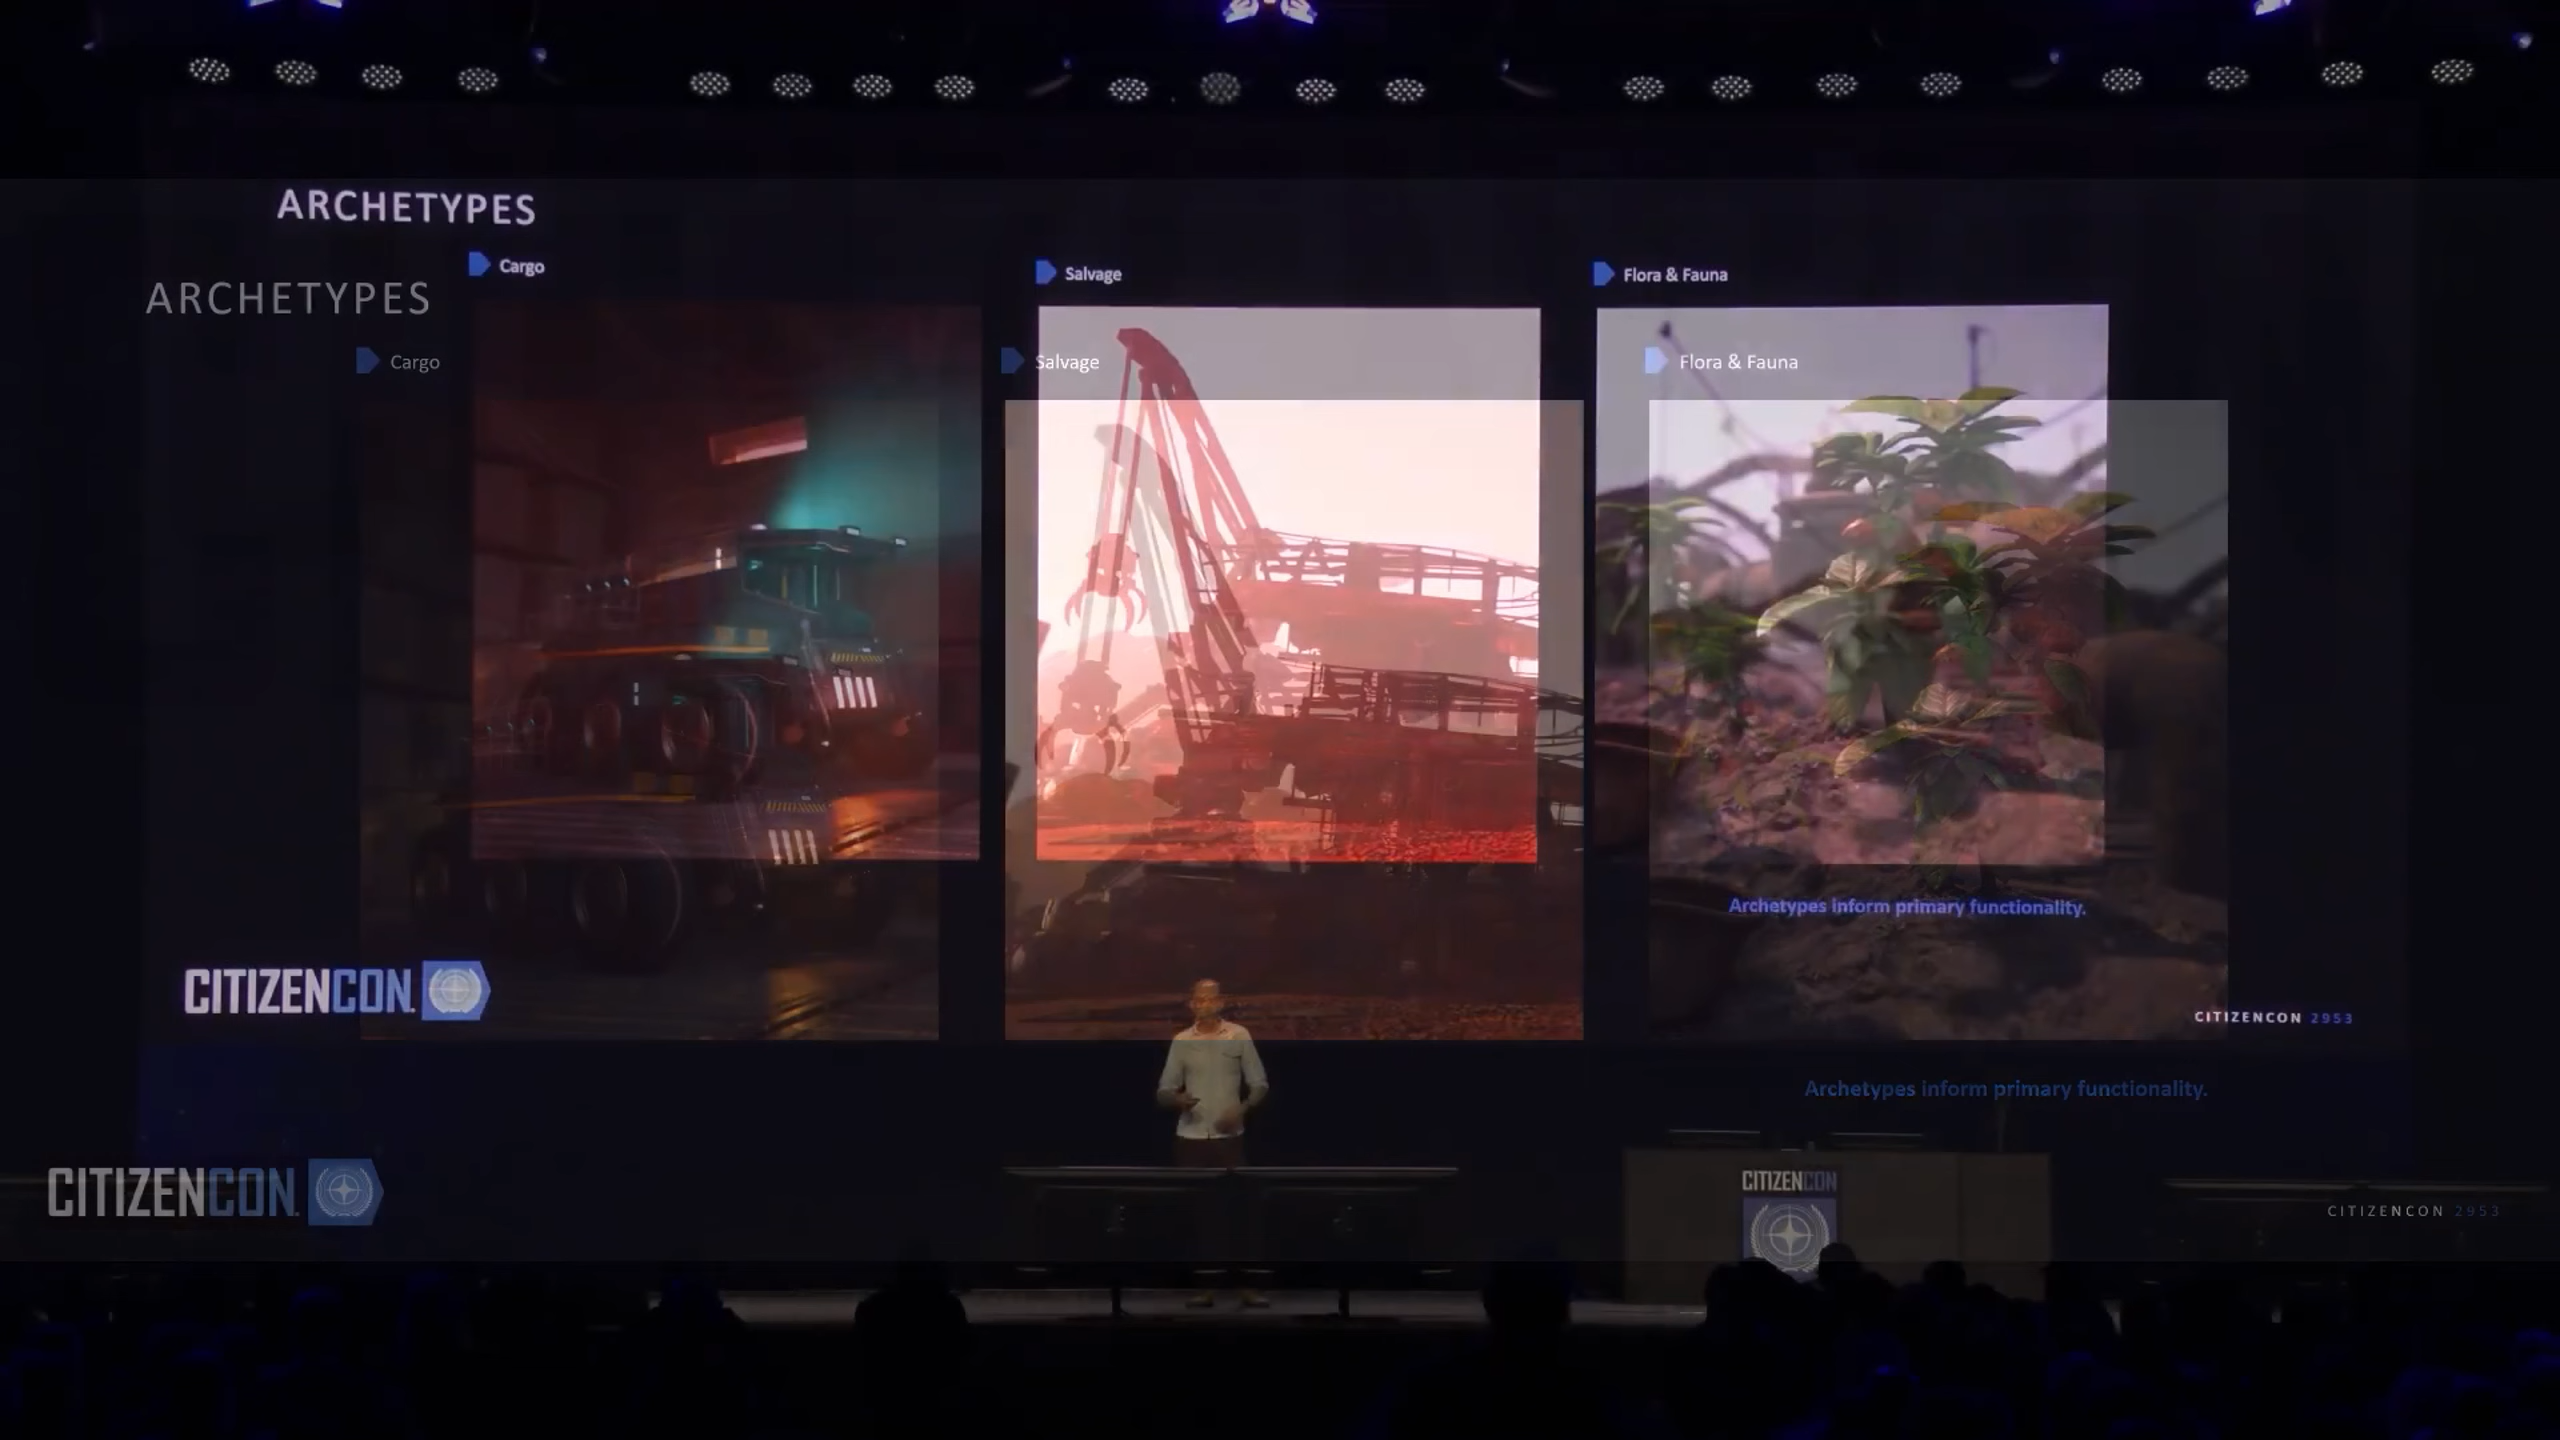 ARCHETYPES
Cargo
Salvage
Flora & Fauna
ARCHETYPES
Cargo
Salvage
Flora & Fauna
Archetypes inform primary functionality.
CITIZENCON.
CITIZENCON 2953
Archetypes inform primary functionality.
CITIZENCON.
CITIZENCON
CITIZENCON 2953